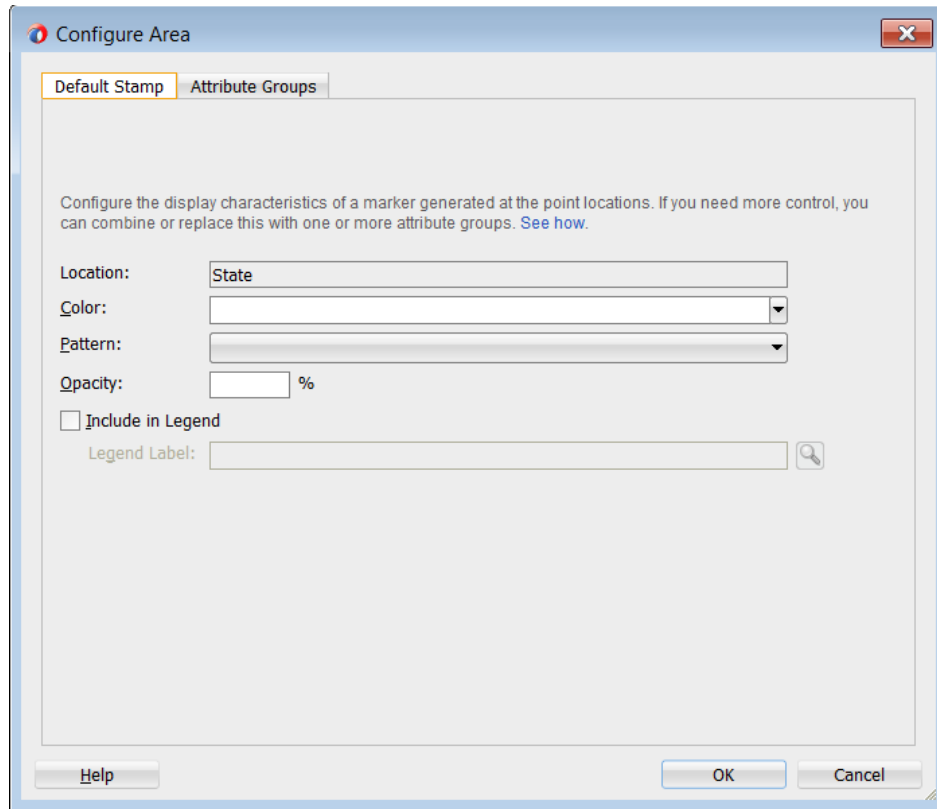 Configure Area
Default Stamp Attribute Groups
Configure the display characteristics of a marker generated at the point locations. If you need more control, you
can combine or replace this with one or more attribute groups. See how.
Location: State
Color:
Pattern:
Opacity: %
Include in Legend
Legend Label:
Help OK Cancel